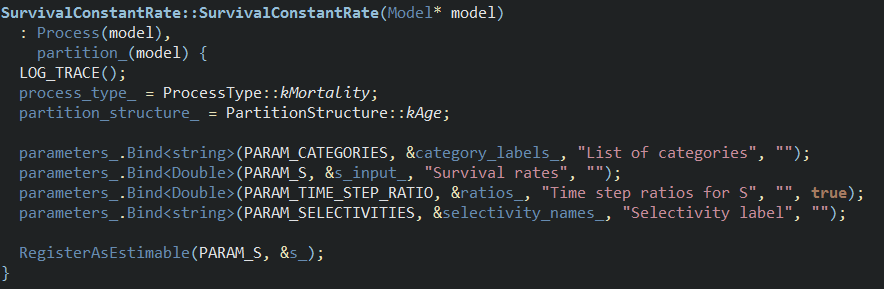 SurvivalConstantRate::SurvivalConstantRate(Model* model)
  : Process(model),
    partition_(model) {
  LOG_TRACE();
  process_type_ = ProcessType::kMortality;
  partition_structure_ = PartitionStructure::kAge;

  parameters_.Bind<string>(PARAM_CATEGORIES, &category_labels_, "List of categories", "");
  parameters_.Bind<Double>(PARAM_S, &s_input_, "Survival rates", "");
  parameters_.Bind<Double>(PARAM_TIME_STEP_RATIO, &ratios_, "Time step ratios for S", "", true);
  parameters_.Bind<string>(PARAM_SELECTIVITIES, &selectivity_names_, "Selectivity label", "");

  RegisterAsEstimable(PARAM_S, &s_);
}